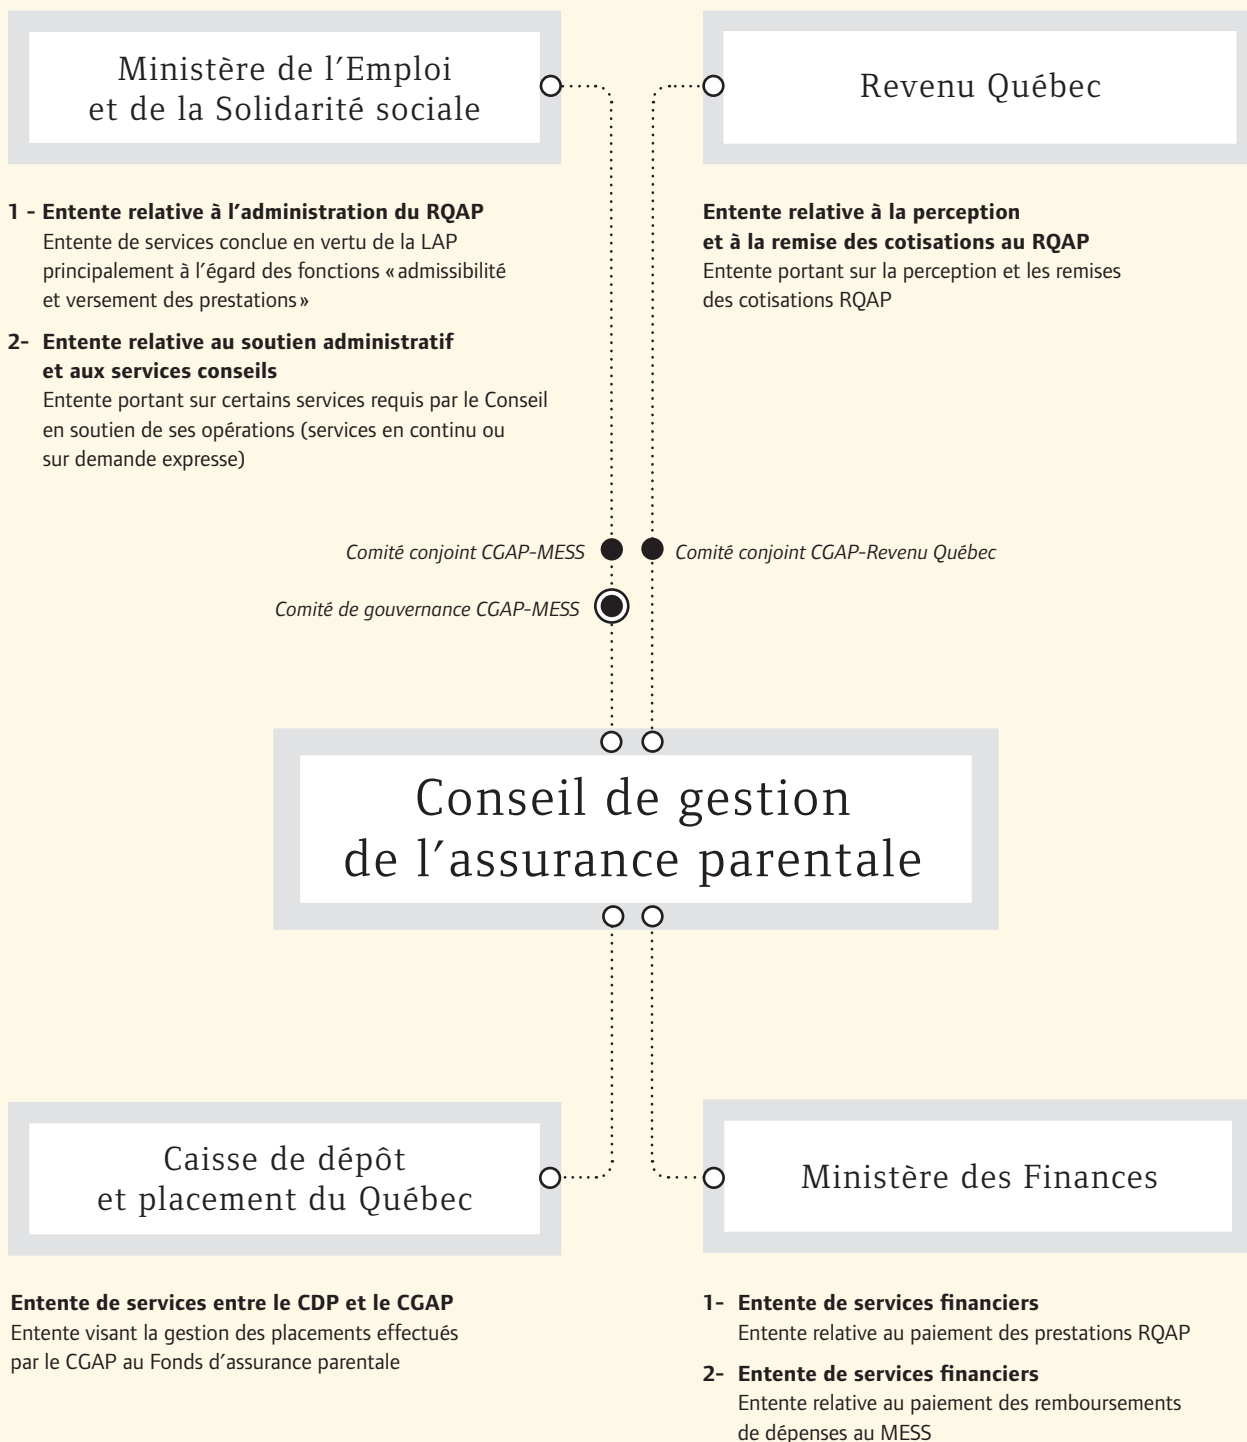 Ministère de l'Emploi
et de la Solidarité sociale
Revenu Québec
1 - Entente relative à l'administration du RQAP
Entente de services conclue en vertu de la LAP
principalement à l'égard des fonctions «admissibilité
et versement des prestations»
2- Entente relative au soutien administratif
et aux services conseils
Entente portant sur certains services requis par le Conseil
en soutien de ses opérations (services en continu ou
sur demande expresse)
Entente relative à la perception
et à la remise des cotisations au RQAP
Entente portant sur la perception et les remises
des cotisations RQAP
Comité conjoint CGAP-MESS
Comité conjoint CGAP-Revenu Québec
Comité de gouvernance CGAP-MESS
Conseil de gestion
de l'assurance parentale
Caisse de dépôt
et placement du Québec
Ministère des Finances
Entente de services entre le CDP et le CGAP
Entente visant la gestion des placements effectués
par le CGAP au Fonds d'assurance parentale
1- Entente de services financiers
Entente relative au paiement des prestations RQAP
2- Entente de services financiers
Entente relative au paiement des remboursements
de dépenses au MESS